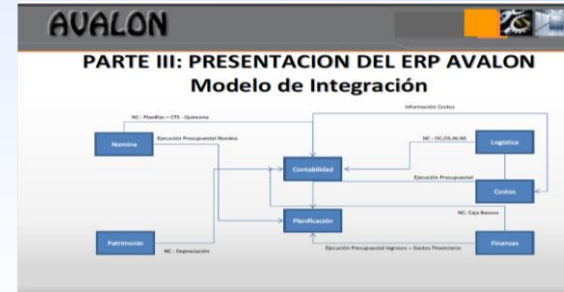 AVALON
PARTE III: PRESENTACION DEL ERP AVALON
Modelo de Integración
Información Costos
NC : Planillas – CTS - Quincena
Nomina
Ejecución Presupuestal Nomina
NC : OC,OS,NI,NS
Logística
Contabilidad
Ejecución Presupuestal
Costos
NC: Caja Bancos
Planificación
Patrimonio
NC : Depreciación
Ejecución Presupuestal Ingresos – Gastos Financieros
Finanzas